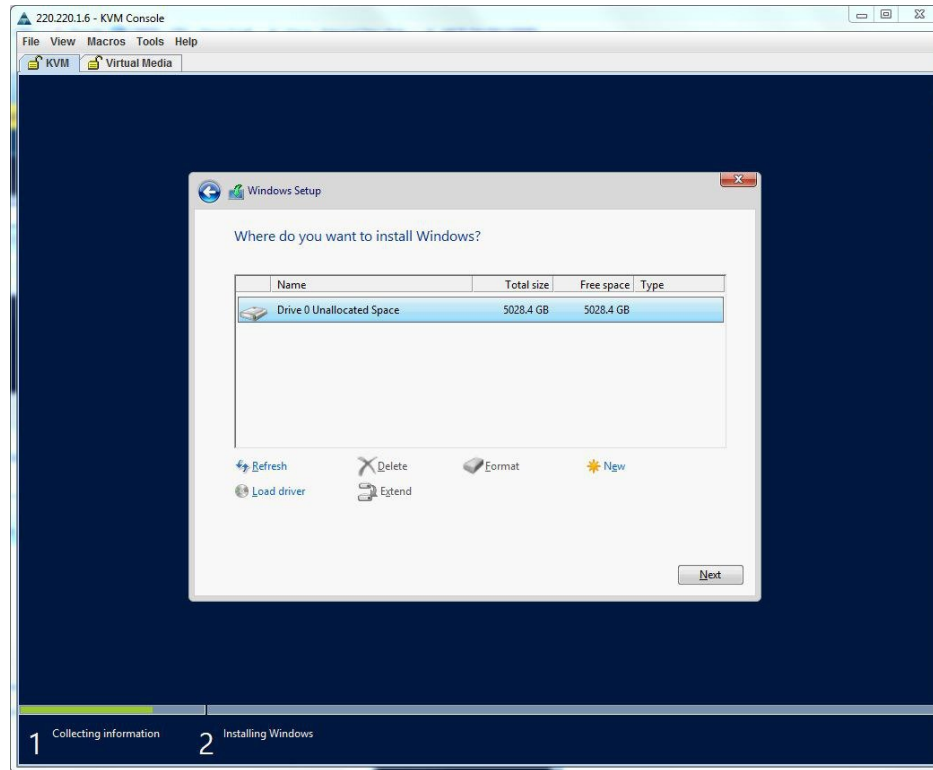 220.220.1.6 - KVM Console
File View Macros Tools Help
KVM Virtual Media
Windows Setup
Where do you want to install Windows?
Name Total size Free space Type
Drive 0 Unallocated Space 5028.4 GB 5028.4 GB
Refresh Delete Format New
Load driver Extend
Next
1 Collecting information 2 Installing Windows